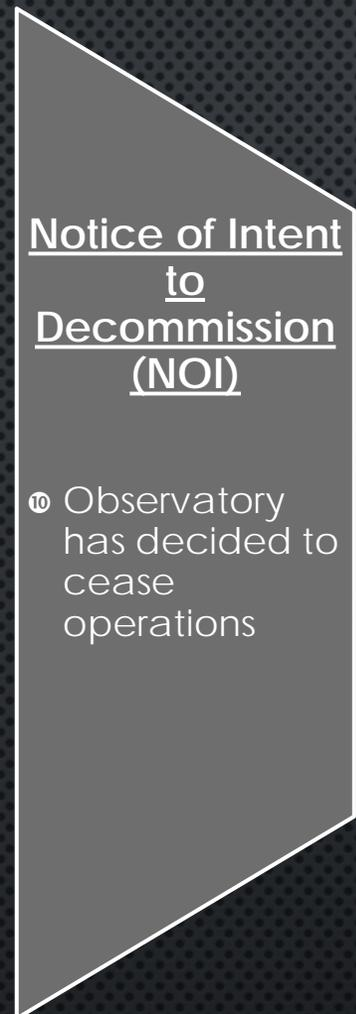 Notice of Intent
to
Decommission
(NOI)
❿ Observatory
has decided to
cease
operations